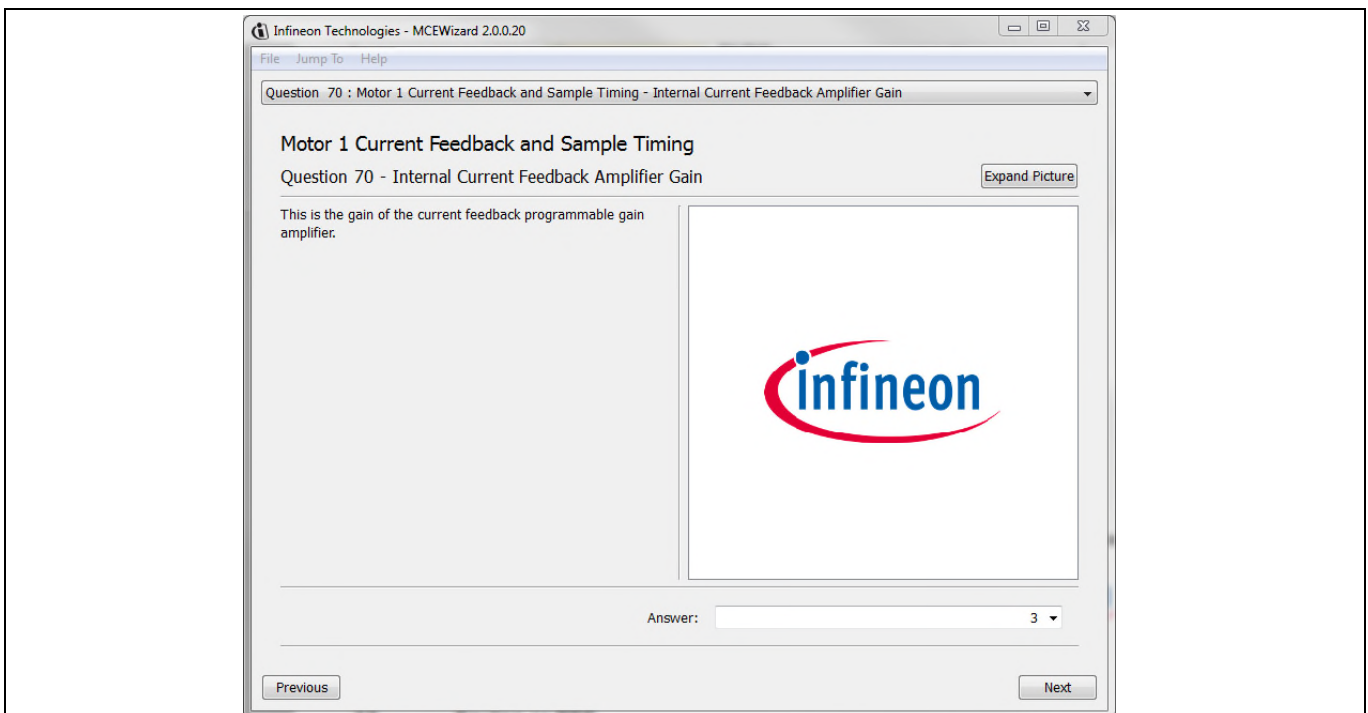 Infineon Technologies - MCEWizard 2.0.0.20
File Jump To Help
Question 70 : Motor 1 Current Feedback and Sample Timing - Internal Current Feedback Amplifier Gain
Motor 1 Current Feedback and Sample Timing
Question 70 - Internal Current Feedback Amplifier Gain
Expand Picture
This is the gain of the current feedback programmable gain
amplifier.
infineon
Answer:
3
Previous
Next